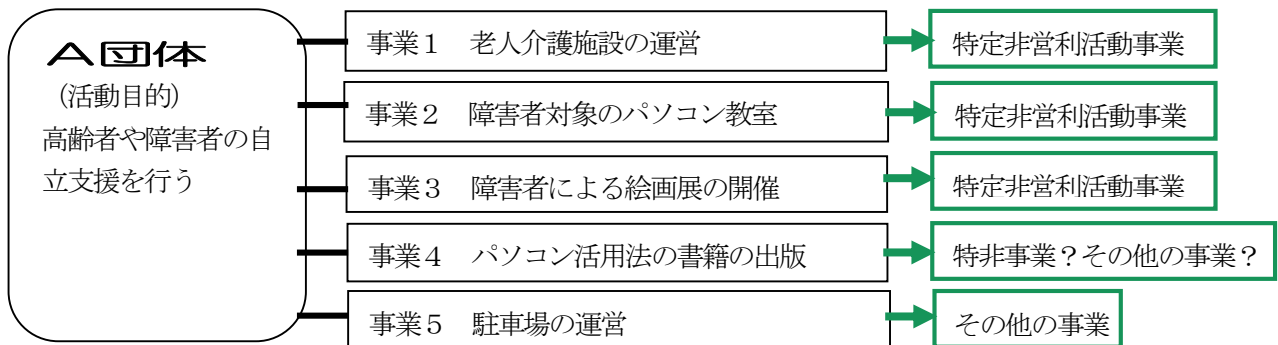 A団体
(活動目的)
高齢者や障害者の自
立支援を行う
事業1 老人介護施設の運営
特定非営利活動事業
事業2 障害者対象のパソコン教室
特定非営利活動事業
事業3 障害者による絵画展の開催
特定非営利活動事業
事業4 パソコン活用法の書籍の出版
特非事業?その他の事業?
事業5 駐車場の運営
その他の事業